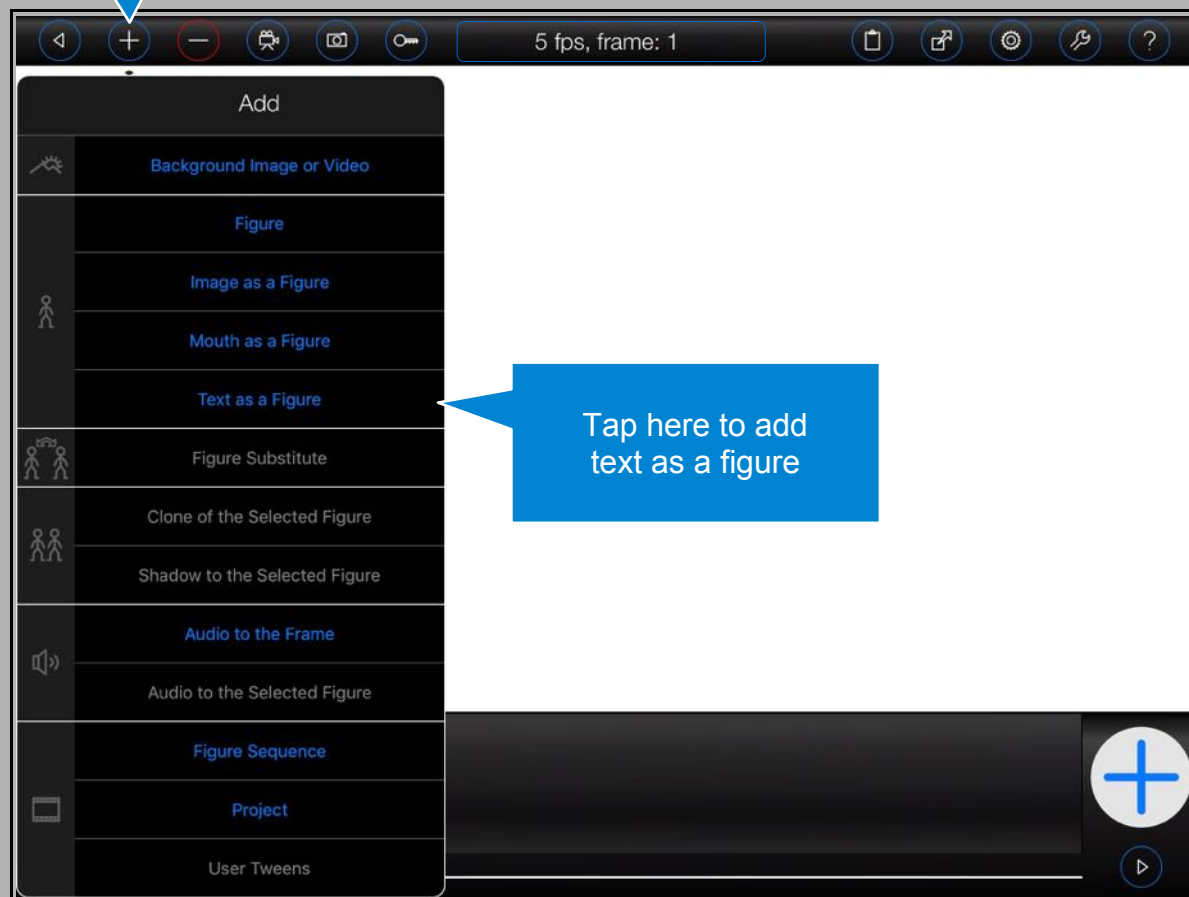 5 fps, frame: 1
?
Add
Background Image or Video
Figure
Image as a Figure
Mouth as a Figure
Text as a Figure
Tap here to add
text as a figure
Figure Substitute
Clone of the Selected Figure
Shadow to the Selected Figure
Audio to the Frame
Audio to the Selected Figure
Figure Sequence
Project
User Tweens